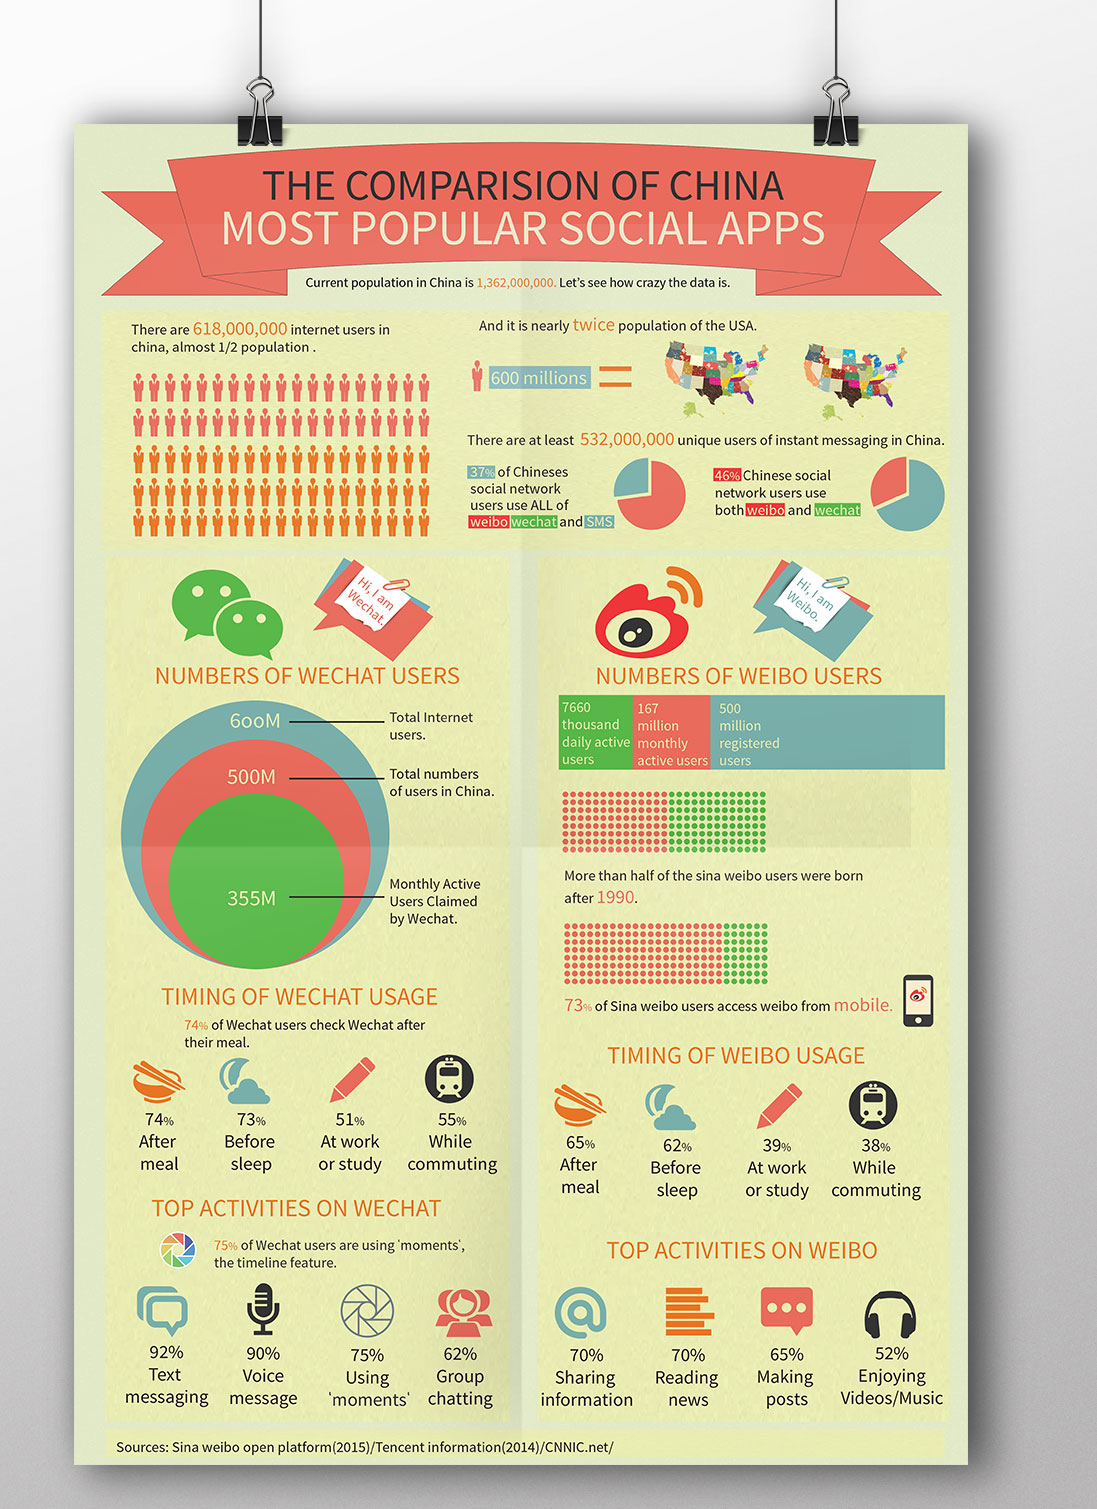 THE COMPARISION OF CHINA
MOST POPULAR SOCIAL APPS
Current population in China is 1,362,000,000. Let's see how crazy the data is.
There are 618,000,000 internet users in
china, almost 1/2 population .
And it is nearly twice population of the USA.
600 millions
There are at least 532,000,000 unique users of instant messaging in China.
37% of Chineses
social network
users use ALL of
weibo wechat and SMS
46% Chinese social
network users use
both weibo and wechat
Hi, I am
Wechat.
NUMBERS OF WECHAT USERS
600M
Total Internet
users.
500M
Total numbers
of users in China.
355M
Monthly Active
Users Claimed
by Wechat.
TIMING OF WECHAT USAGE
74% of Wechat users check Wechat after
their meal.
74%
After
meal
73%
Before
sleep
51%
At work
or study
55%
While
commuting
TOP ACTIVITIES ON WECHAT
75% of Wechat users are using 'moments',
the timeline feature.
92%
Text
messaging
90%
Voice
message
75%
Using
'moments'
62%
Group
chatting
Hi, I am
Weibo.
NUMBERS OF WEIBO USERS
7660
thousand
daily active
users
167
million
monthly
active users
500
million
registered
users
More than half of the sina weibo users were born
after 1990.
73% of Sina weibo users access weibo from mobile.
TIMING OF WEIBO USAGE
65%
After
meal
62%
Before
sleep
39%
At work
or study
38%
While
commuting
TOP ACTIVITIES ON WEIBO
70%
Sharing
information
70%
Reading
news
65%
Making
posts
52%
Enjoying
Videos/Music
Sources: Sina weibo open platform(2015)/Tencent information(2014)/CNNIC.net/